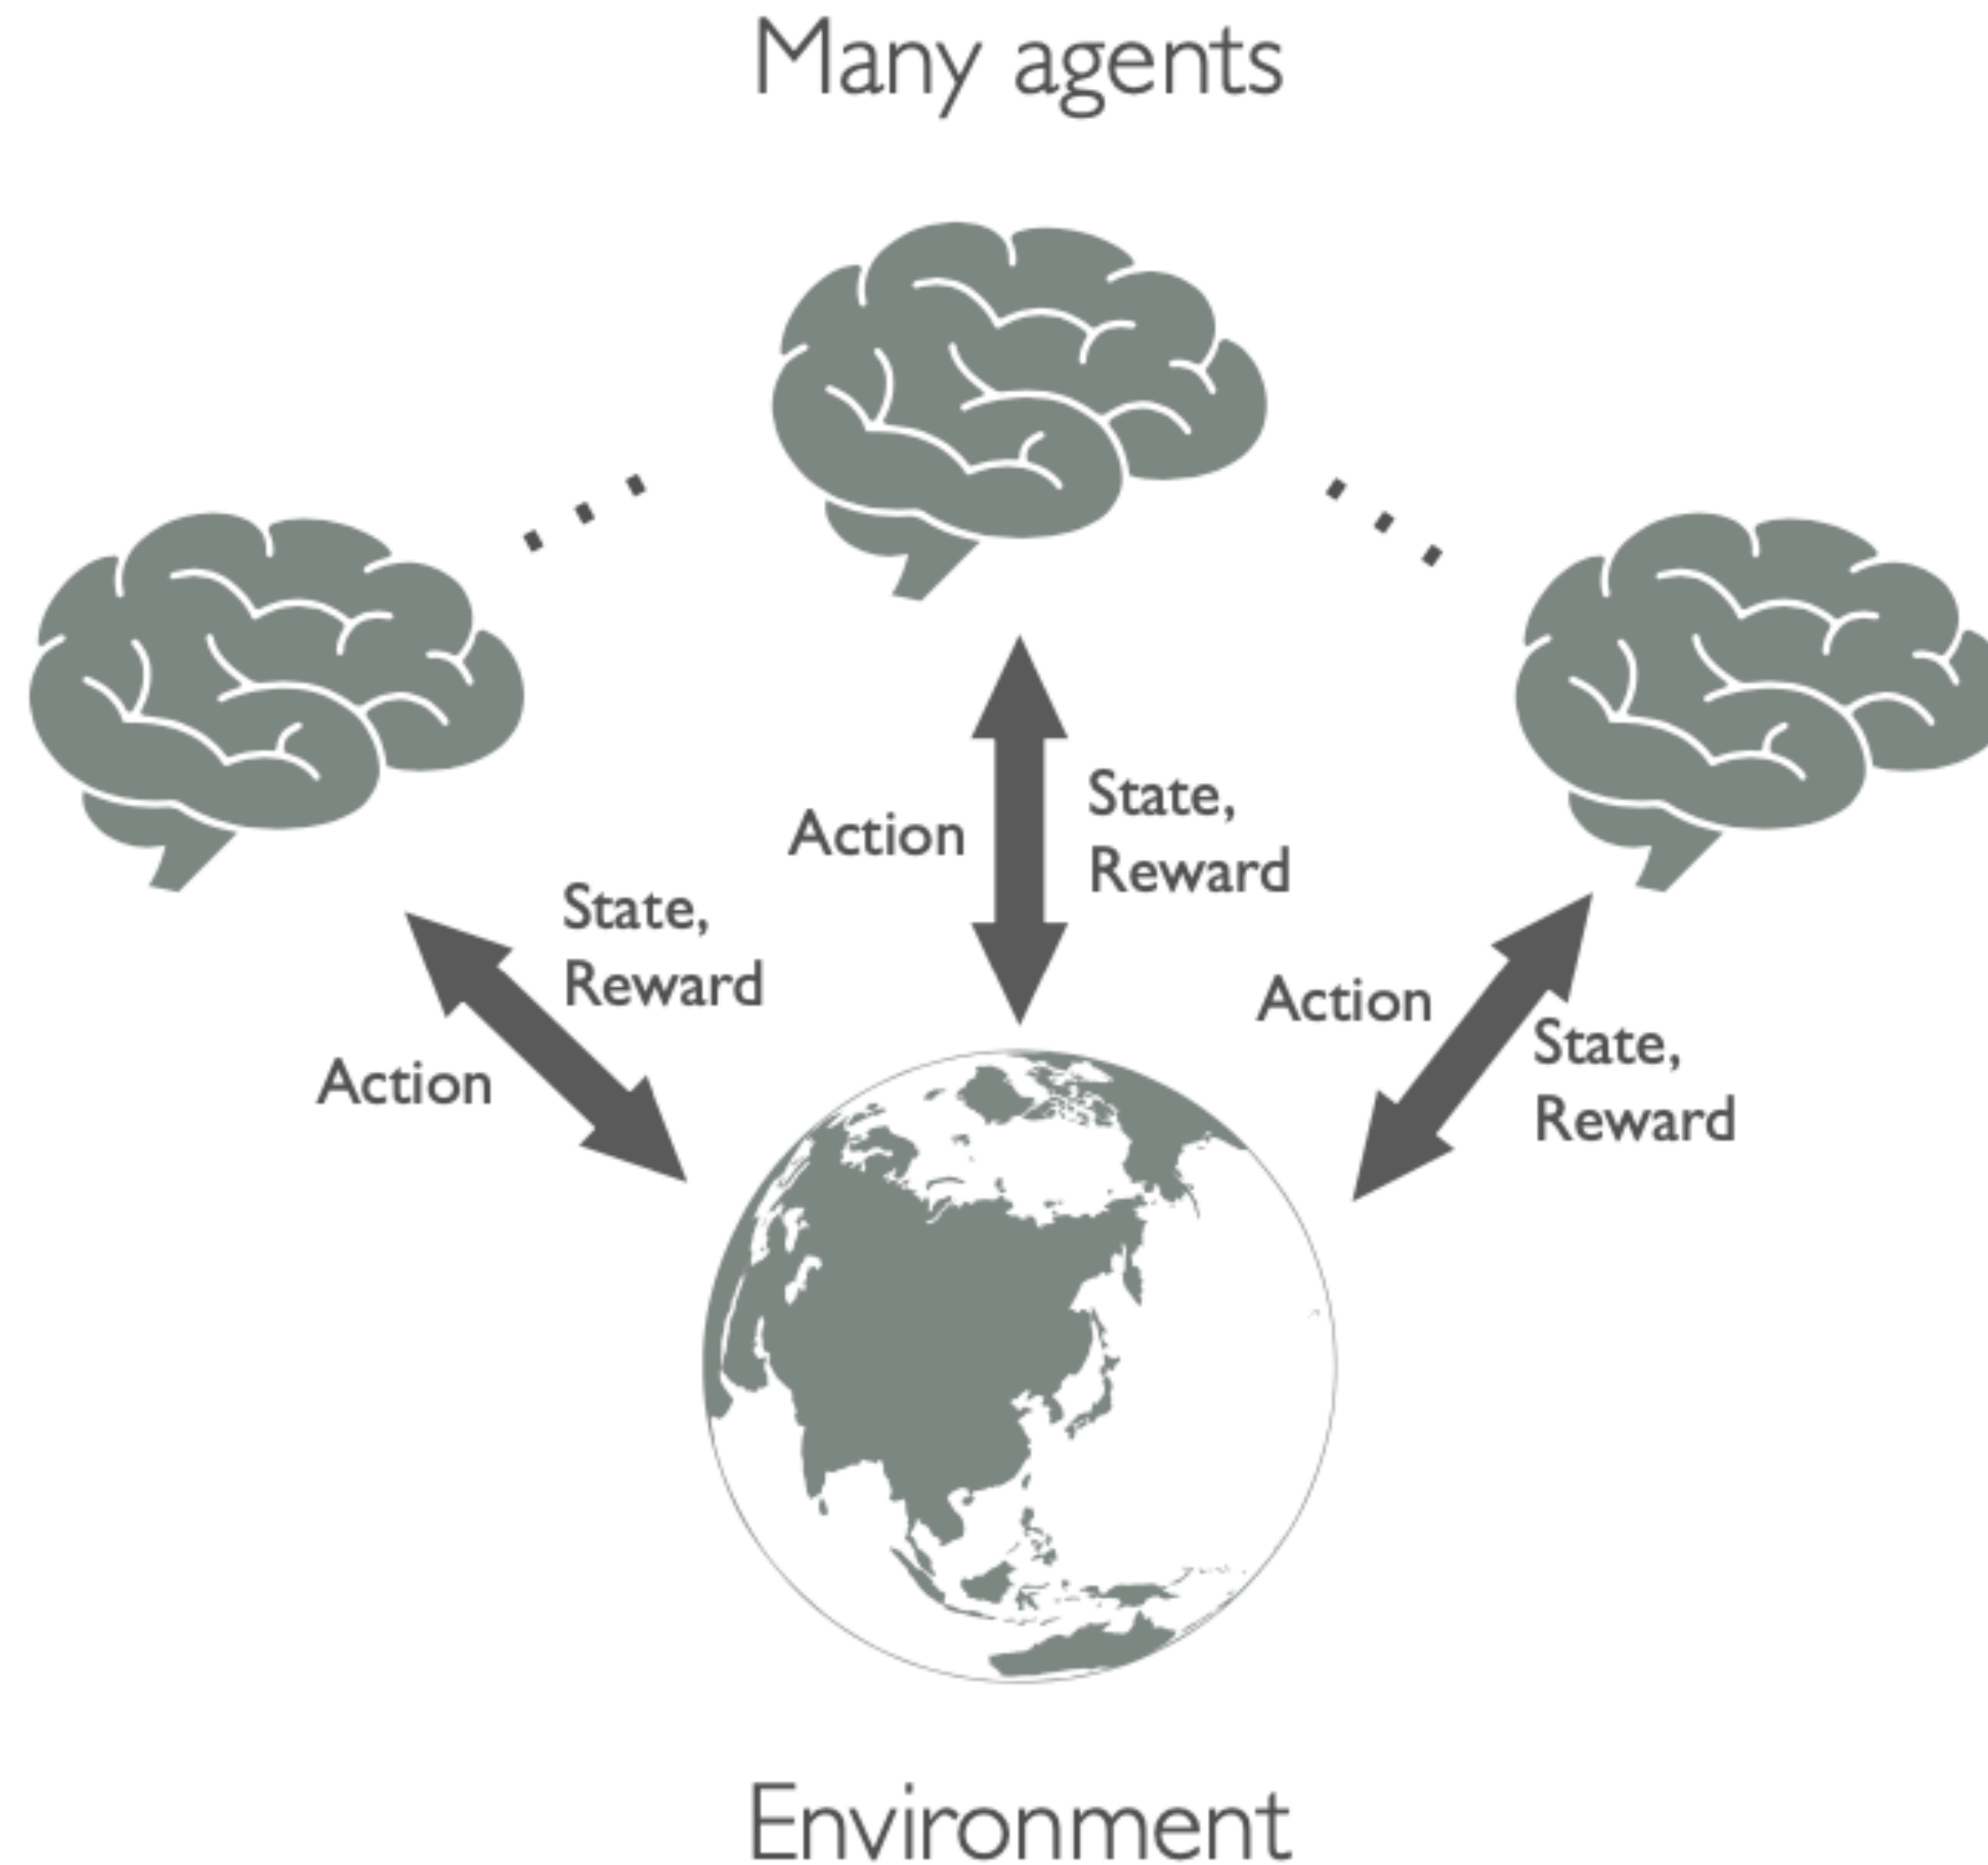 Many agents
Action
State,
Reward
State,
Reward
Action
Action
State,
Reward
Environment